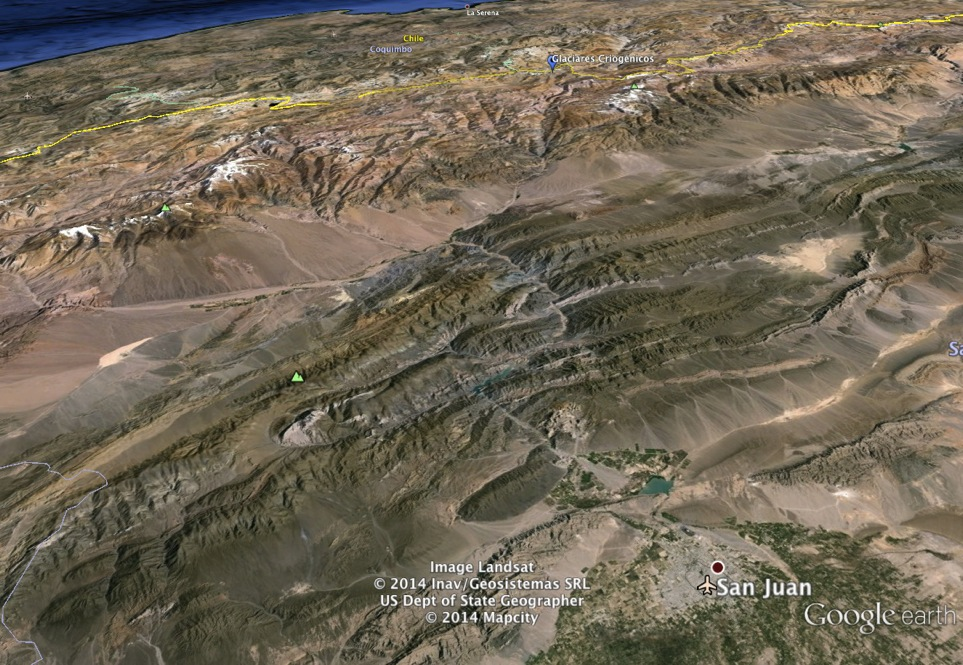 La Serena
Chile
Coquimbo
Glaciares Criogenicos
Sa
Image Landsat
© 2014 Inav/Geosistemas SRL
US Dept of State Geographer
© 2014 Mapcity
San Juan
Google earth